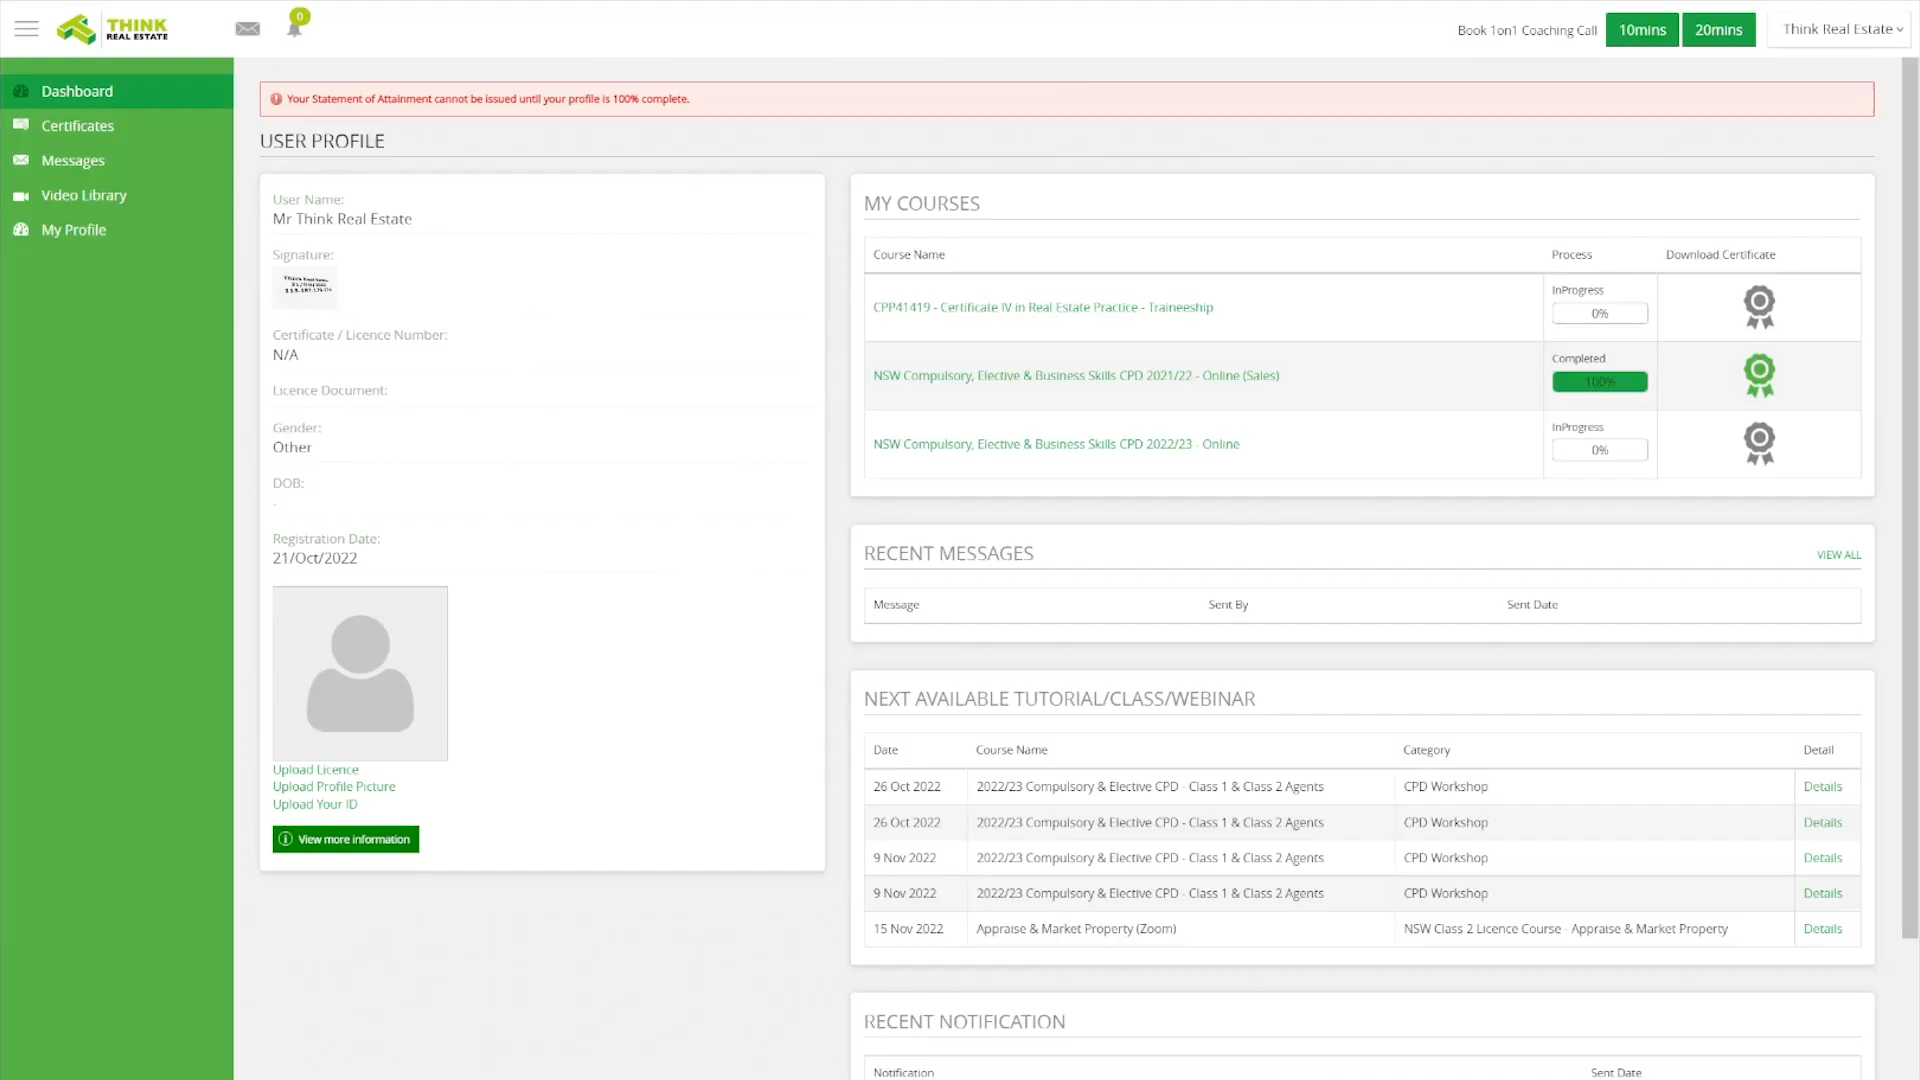 THINK
REAL ESTATE
0
Book 1on1 Coaching Call
10mins
20mins
Think Real Estate
Dashboard
Certificates
Messages
Video Library
My Profile
Your Statement of Attainment cannot be issued until your profile is 100% complete.
USER PROFILE
User Name:
Mr Think Real Estate
Signature:
Certificate / Licence Number:
N/A
Licence Document:
Gender:
Other
DOB:
-
Registration Date:
21/Oct/2022
Upload Licence
Upload Profile Picture
Upload Your ID
View more information
MY COURSES
Course Name Process Download Certificate
CPP41419 - Certificate IV in Real Estate Practice - Traineeship
InProgress
0%
NSW Compulsory, Elective & Business Skills CPD 2021/22 - Online (Sales)
Completed
100%
NSW Compulsory, Elective & Business Skills CPD 2022/23 - Online
InProgress
0%
RECENT MESSAGES
VIEW ALL
Message Sent By Sent Date
NEXT AVAILABLE TUTORIAL/CLASS/WEBINAR
Date Course Name Category Detail
26 Oct 2022 2022/23 Compulsory & Elective CPD - Class 1 & Class 2 Agents CPD Workshop Details
26 Oct 2022 2022/23 Compulsory & Elective CPD - Class 1 & Class 2 Agents CPD Workshop Details
9 Nov 2022 2022/23 Compulsory & Elective CPD - Class 1 & Class 2 Agents CPD Workshop Details
9 Nov 2022 2022/23 Compulsory & Elective CPD - Class 1 & Class 2 Agents CPD Workshop Details
15 Nov 2022 Appraise & Market Property (Zoom) NSW Class 2 Licence Course - Appraise & Market Property Details
RECENT NOTIFICATION
Notification Sent Date